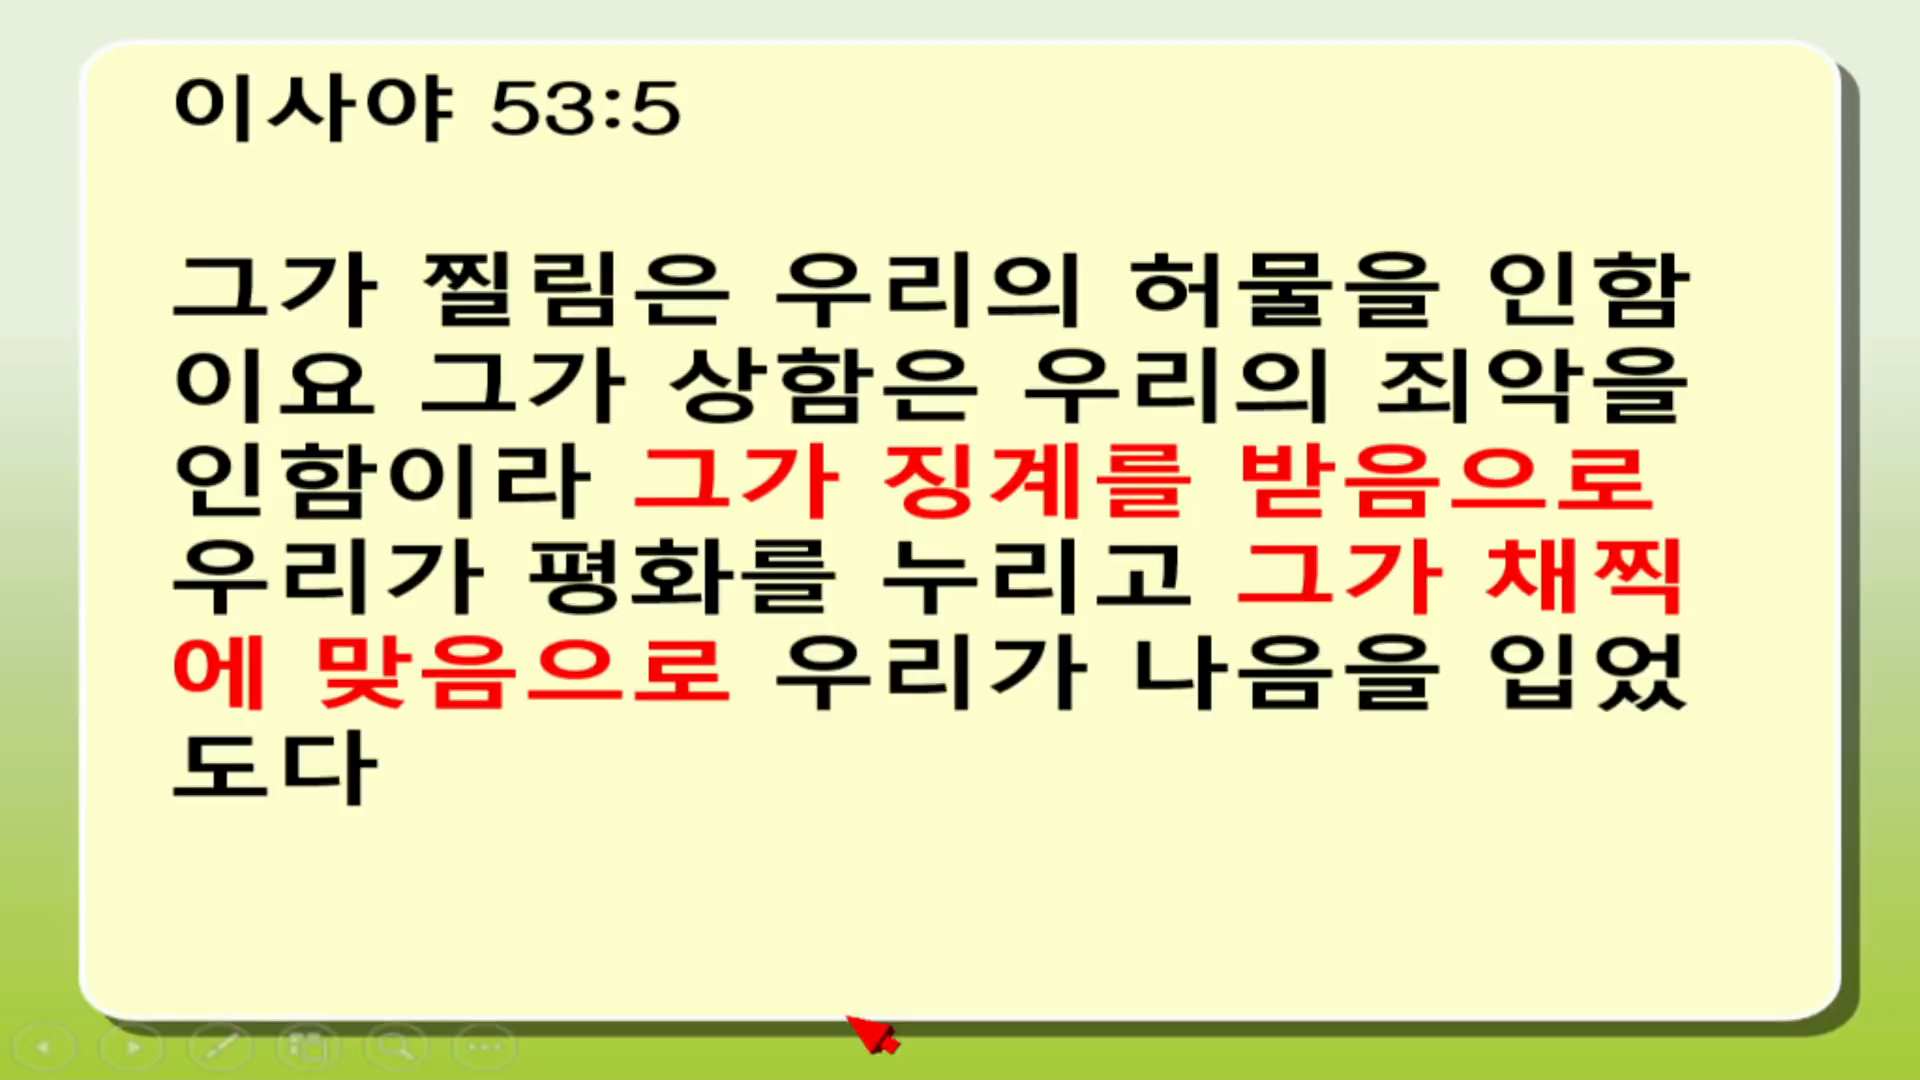 이사야 53:5
그가 찔림은 우리의 허물을 인함
이요 그가 상함은 우리의 죄악을
인함이라 그가 징계를 받음으로
우리가 평화를 누리고 그가 채찍
에 맞음으로 우리가 나음을 입었
도다